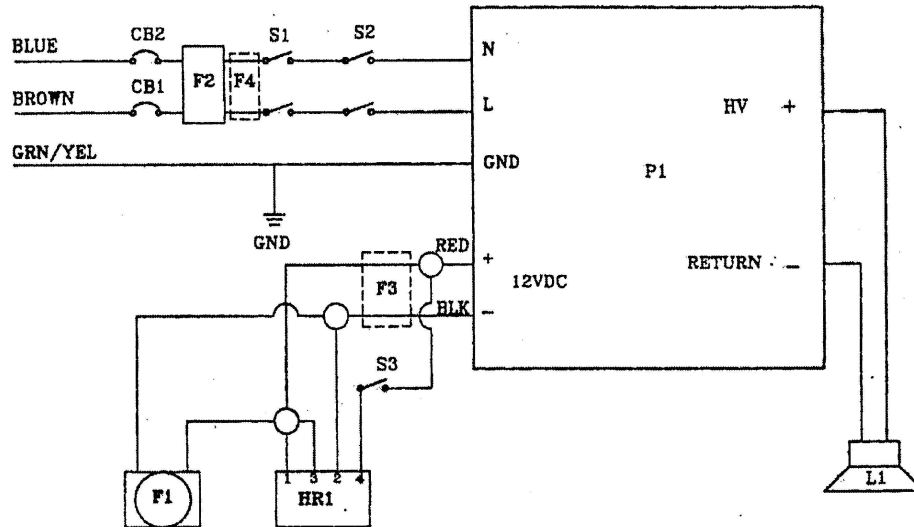 BLUE
CB2
S1
S2
N
F2
F4
BROWN
CB1
L
HV +
GRN/YEL
GND
P1
GND
RED
+
12VDC
RETURN -
F3
BLK
-
S3
1 3 2 4
F1
HR1
L1